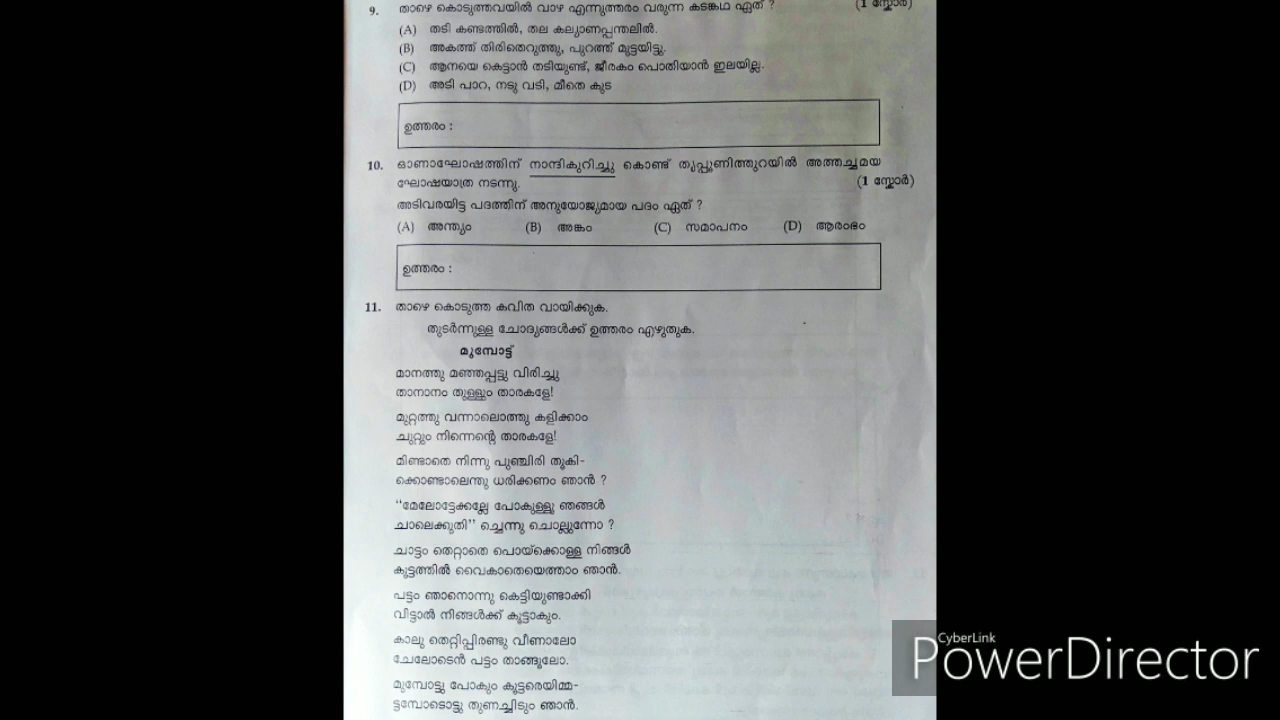 9. താഴെ കൊടുത്തവയിൽ വാഴ എന്നുത്തരം വരുന്ന കടങ്കഥ ഏത് ? (1 സ്കോർ)
(A) തടി കണ്ടത്തിൽ, തല കല്യാണപ്പന്തലിൽ.
(B) അകത്ത് തിരിതെറുത്തു, പുറത്ത് മുട്ടയിട്ടു.
(C) ആനയെ കെട്ടാൻ തടിയുണ്ട്, ജീരകം പൊതിയാൻ ഇലയില്ല.
(D) അടി പാറ, നടു വടി, മീതെ കുട
ഉത്തരം :
10. ഓണാഘോഷത്തിന് നാന്ദികുറിച്ചു കൊണ്ട് തൃപ്പൂണിത്തുറയിൽ അത്തച്ചമയ
ഘോഷയാത്ര നടന്നു. (1 സ്കോർ)
അടിവരയിട്ട പദത്തിന് അനുയോജ്യമായ പദം ഏത് ?
(A) അന്ത്യം (B) അങ്കം (C) സമാപനം (D) ആരംഭം
ഉത്തരം :
11. താഴെ കൊടുത്ത കവിത വായിക്കുക.
തുടർന്നുള്ള ചോദ്യങ്ങൾക്ക് ഉത്തരം എഴുതുക.
മുമ്പോട്ട്
മാനത്തു മഞ്ഞപ്പട്ടു വിരിച്ചു
താനാനം തുള്ളും താരകളേ!
മുറ്റത്തു വന്നാലൊത്തു കളിക്കാം
ചുറ്റും നിന്നെന്റെ താരകളേ!
മിണ്ടാതെ നിന്നു പുഞ്ചിരി തൂകി-
ക്കൊണ്ടാലെന്തു ധരിക്കണം ഞാൻ ?
"മേലോട്ടേക്കല്ലേ പോകുള്ളൂ ഞങ്ങൾ
ചാലെക്കുതി" ച്ചെന്നു ചൊല്ലുന്നോ ?
ചാട്ടം തെറ്റാതെ പൊയ്ക്കൊള്ള നിങ്ങൾ
കൂട്ടത്തിൽ വൈകാതെയെത്താം ഞാൻ.
പട്ടം ഞാനൊന്നു കെട്ടിയുണ്ടാക്കി
വിട്ടാൽ നിങ്ങൾക്ക് കൂട്ടാകും.
കാലു തെറ്റിപ്പിരണ്ടു വീണാലോ
ചേലോടെൻ പട്ടം താങ്ങൂലോ.
മുമ്പോട്ടു പോകും കൂട്ടരെയിമ്മ-
ട്ടമ്പോടൊട്ടു തുണച്ചിടും ഞാൻ.
CyberLink
PowerDirector